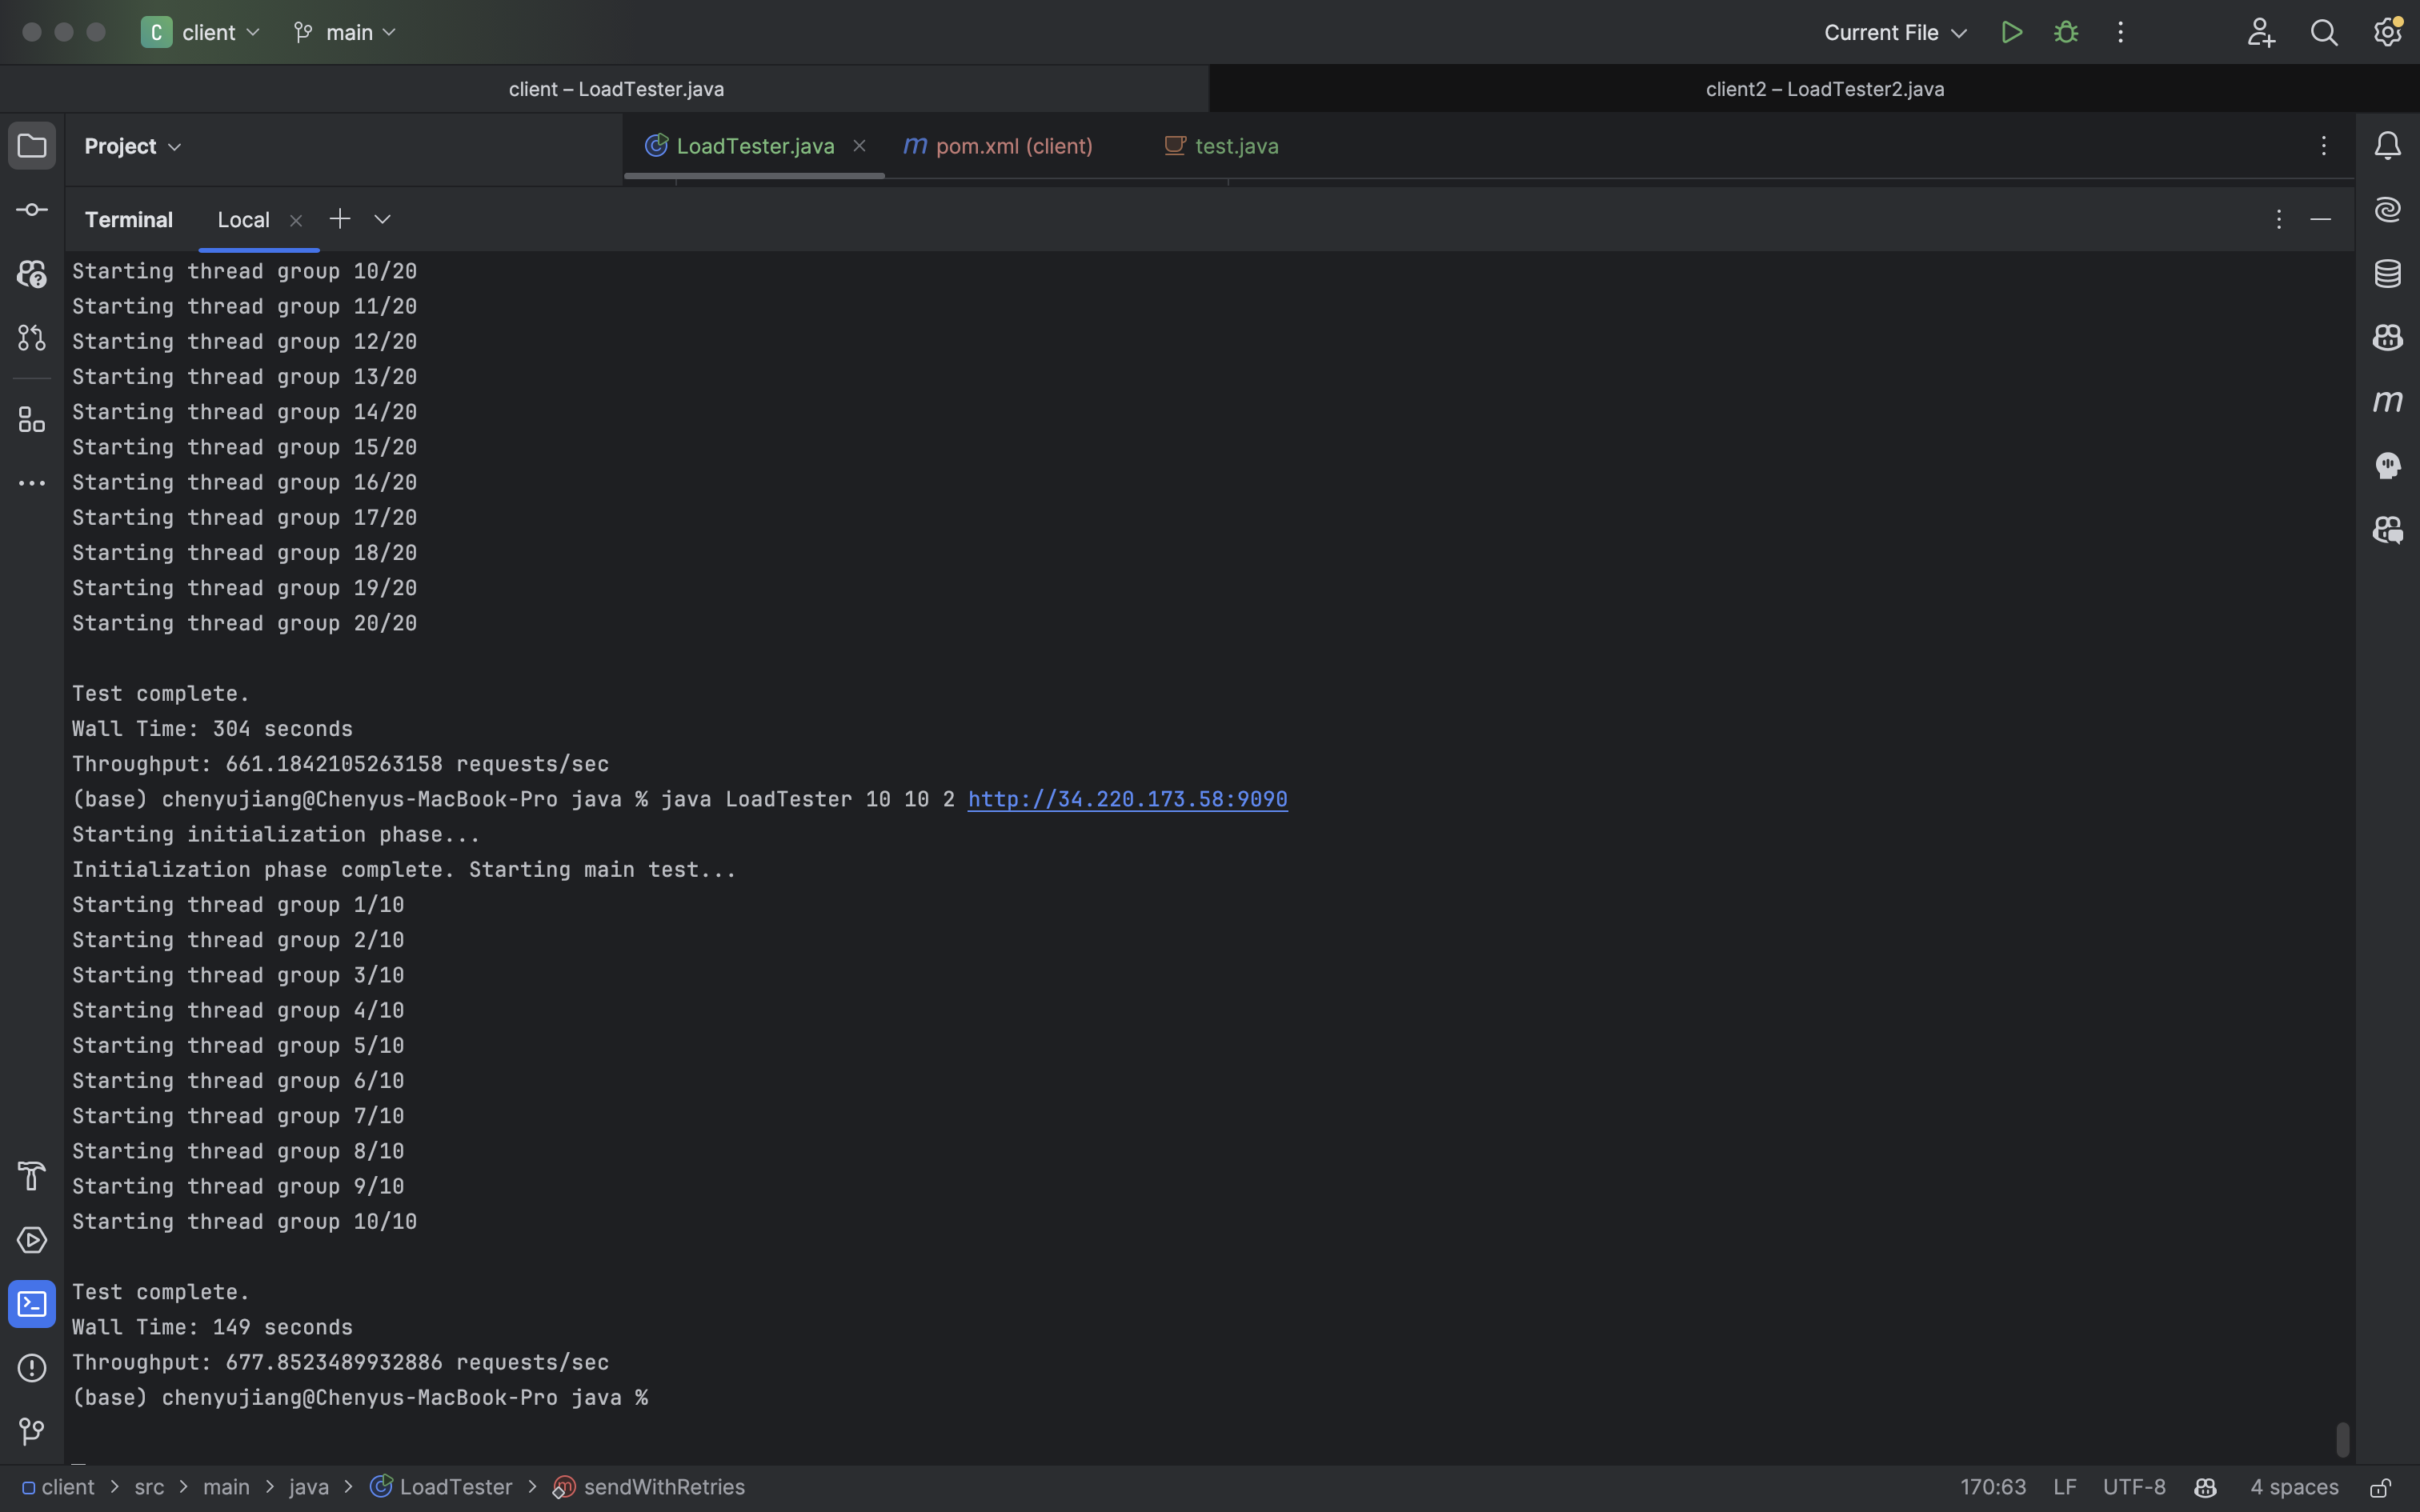 C client main Current File
client – LoadTester.java client2 – LoadTester2.java
Project LoadTester.java m pom.xml (client) test.java
Terminal Local
Starting thread group 10/20
Starting thread group 11/20
Starting thread group 12/20
Starting thread group 13/20
Starting thread group 14/20
Starting thread group 15/20
Starting thread group 16/20
Starting thread group 17/20
Starting thread group 18/20
Starting thread group 19/20
Starting thread group 20/20
Test complete.
Wall Time: 304 seconds
Throughput: 661.1842105263158 requests/sec
(base) chenyujiang@Chenyus-MacBook-Pro java % java LoadTester 10 10 2 http://34.220.173.58:9090
Starting initialization phase...
Initialization phase complete. Starting main test...
Starting thread group 1/10
Starting thread group 2/10
Starting thread group 3/10
Starting thread group 4/10
Starting thread group 5/10
Starting thread group 6/10
Starting thread group 7/10
Starting thread group 8/10
Starting thread group 9/10
Starting thread group 10/10
Test complete.
Wall Time: 149 seconds
Throughput: 677.8523489932886 requests/sec
(base) chenyujiang@Chenyus-MacBook-Pro java %
client > src > main > java > LoadTester > m sendWithRetries 170:63 LF UTF-8 4 spaces